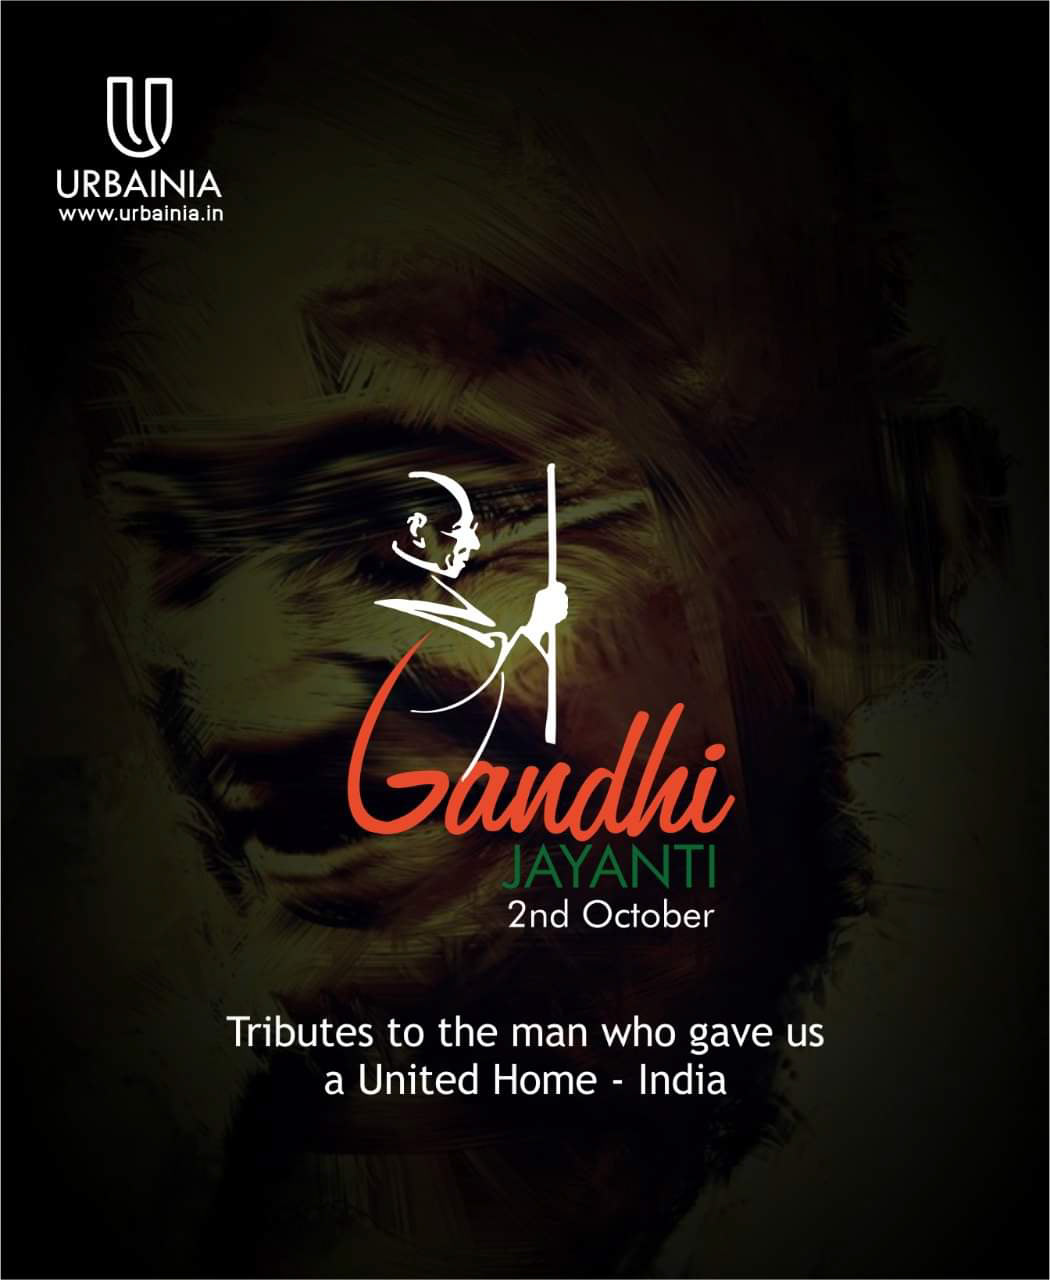 URBAINIA
www.urbainia.in
Gandhi
JAYANTI
2nd October
Tributes to the man who gave us
a United Home - India